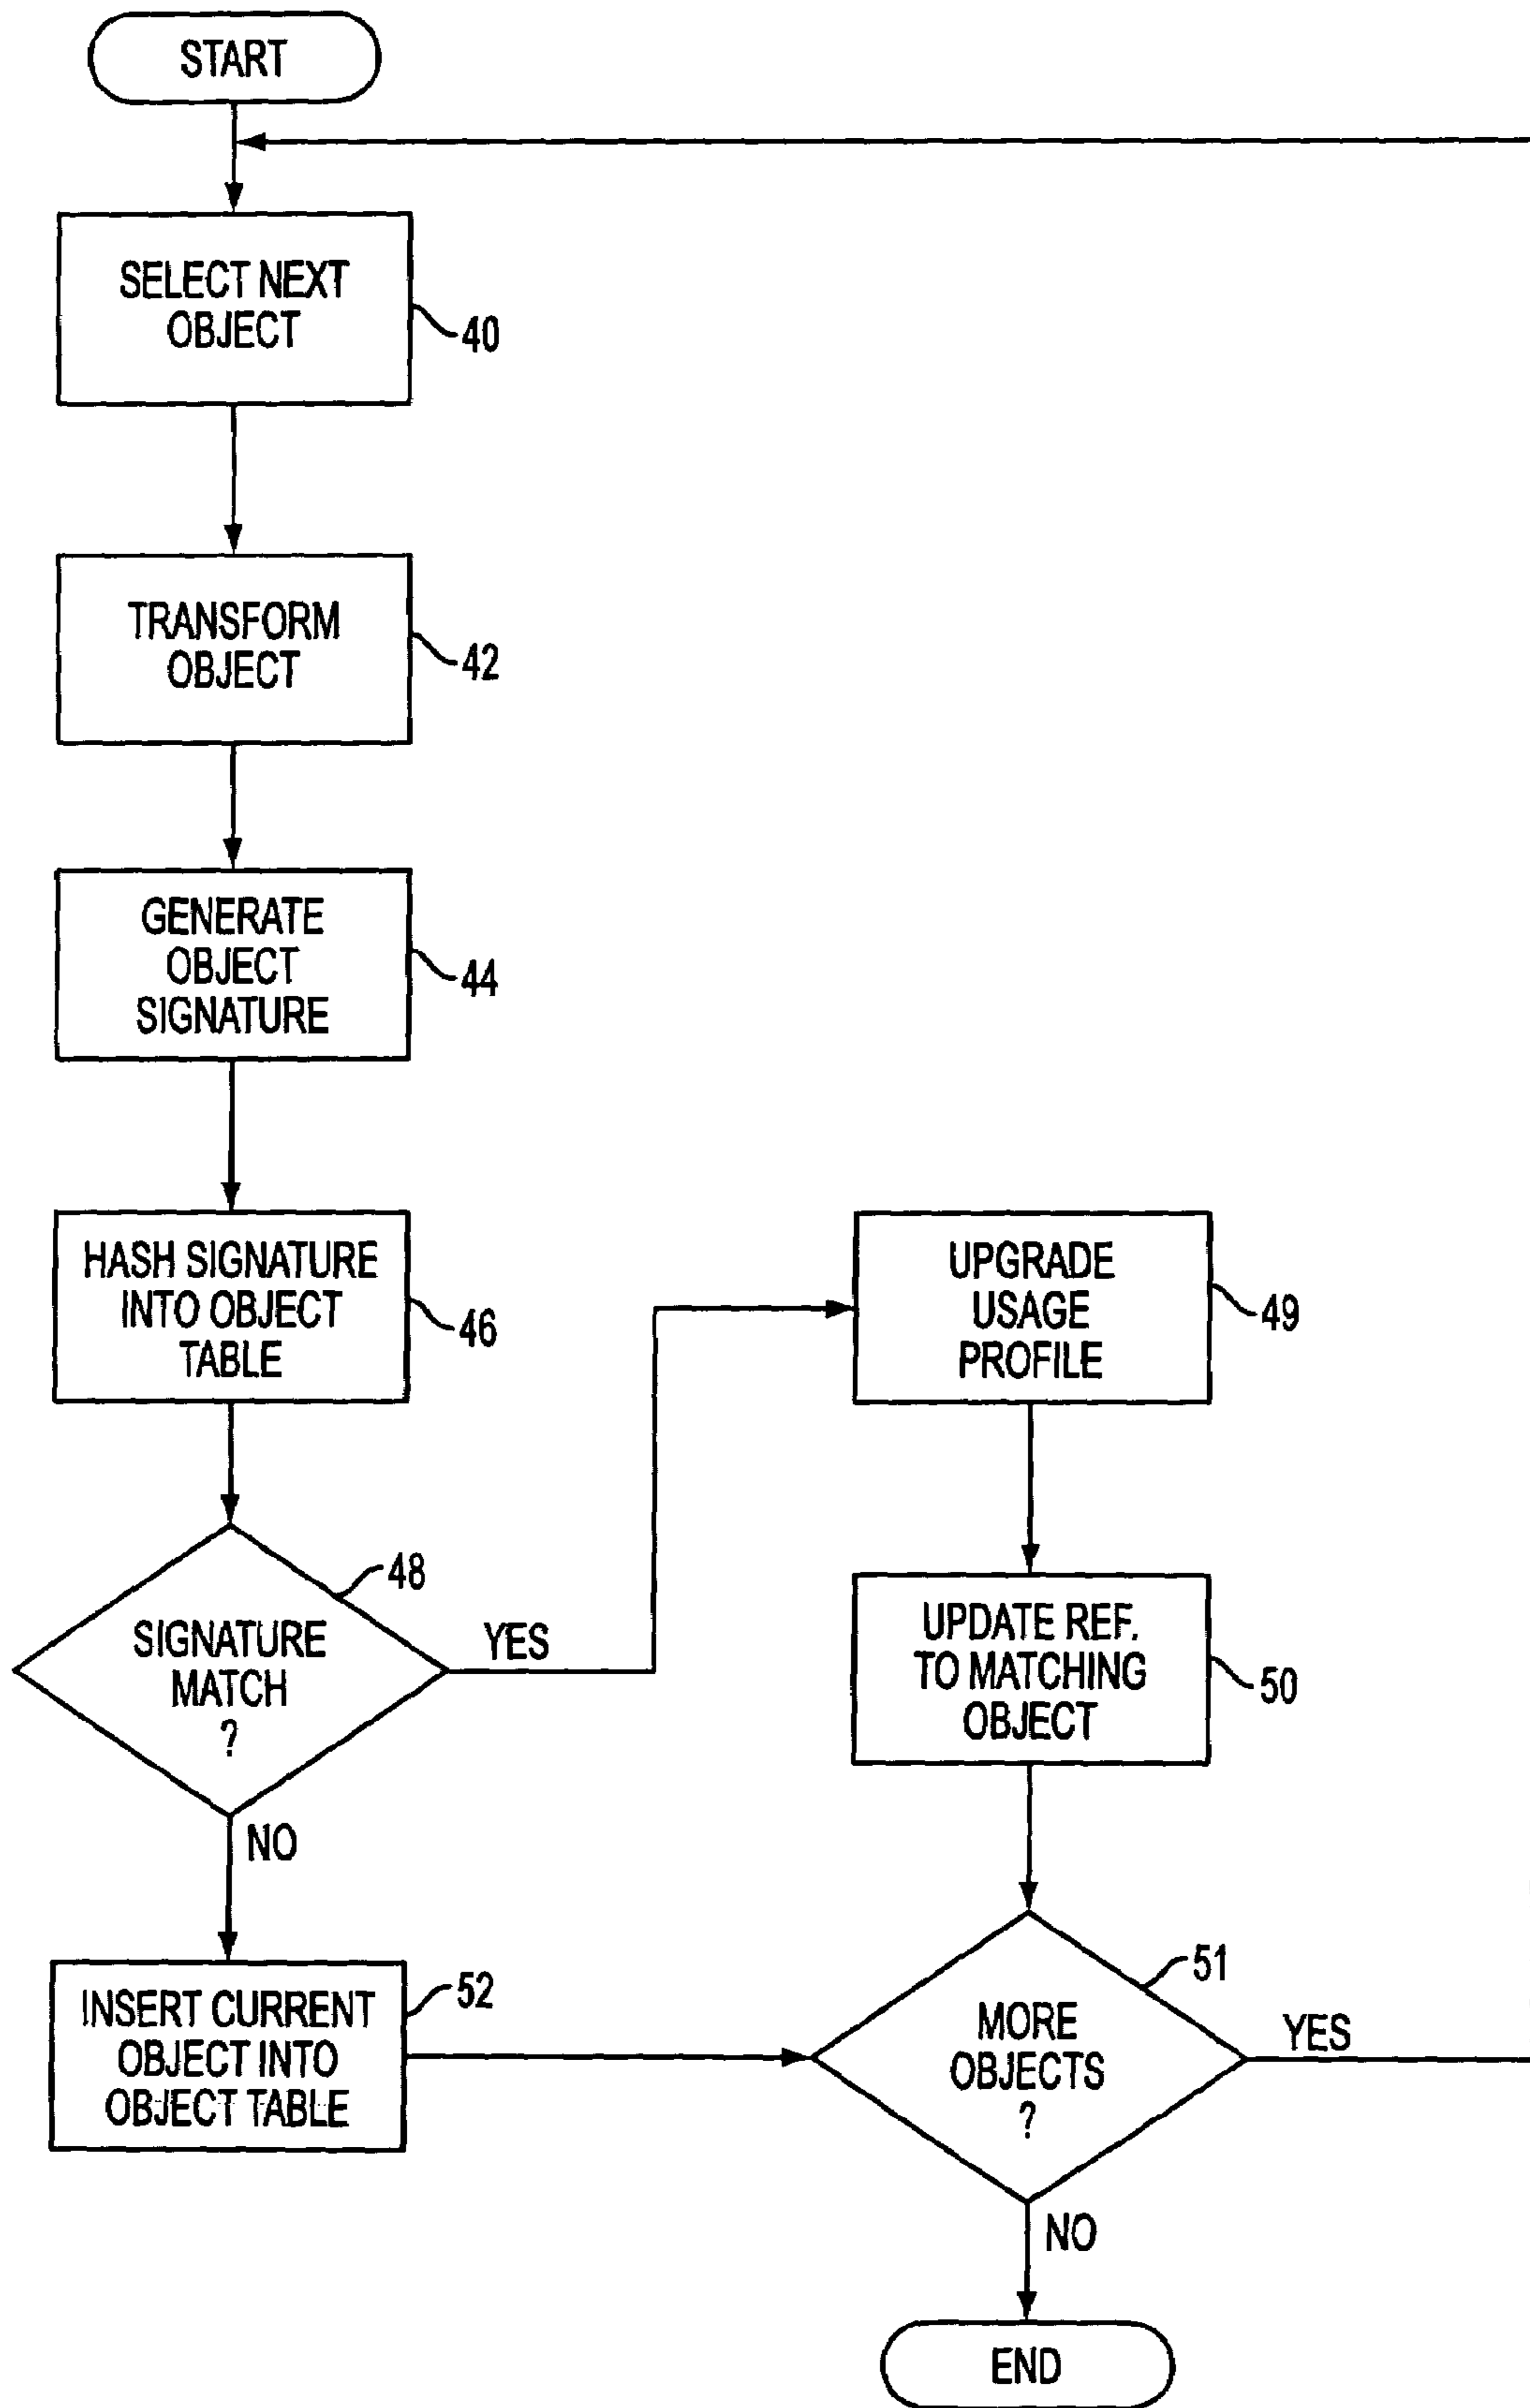 START
SELECT NEXT
OBJECT
40
TRANSFORM
OBJECT
42
GENERATE
OBJECT
SIGNATURE
44
HASH SIGNATURE
INTO OBJECT
TABLE
46
SIGNATURE
MATCH
?
48
YES
NO
UPGRADE
USAGE
PROFILE
49
UPDATE REF.
TO MATCHING
OBJECT
50
INSERT CURRENT
OBJECT INTO
OBJECT TABLE
52
MORE
OBJECTS
?
51
YES
NO
END